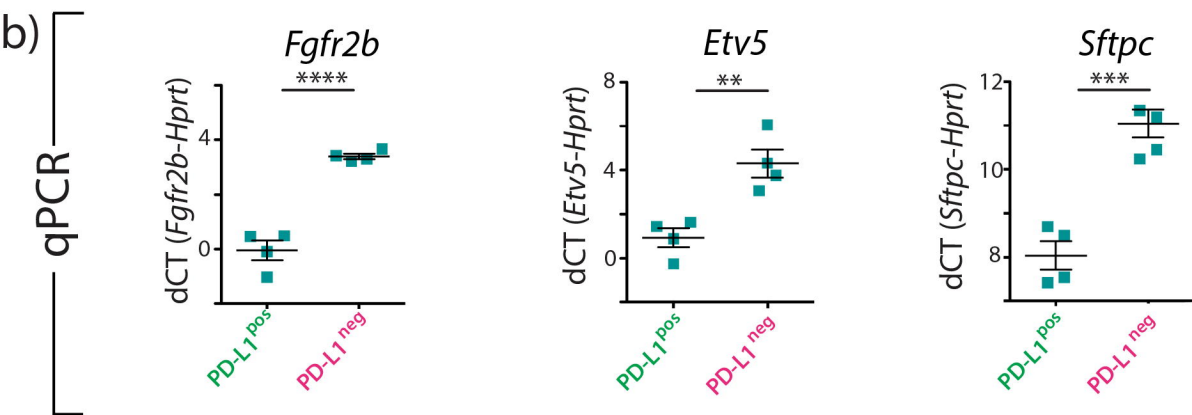 b)
qPCR
Fgfr2b
****
dCT (Fgfr2b-Hprt)
4
0
PD-L1pos
PD-L1neg
Etv5
**
dCT (Etv5-Hprt)
8
4
0
PD-L1pos
PD-L1neg
Sftpc
***
dCT (Sftpc-Hprt)
12
10
8
PD-L1pos
PD-L1neg